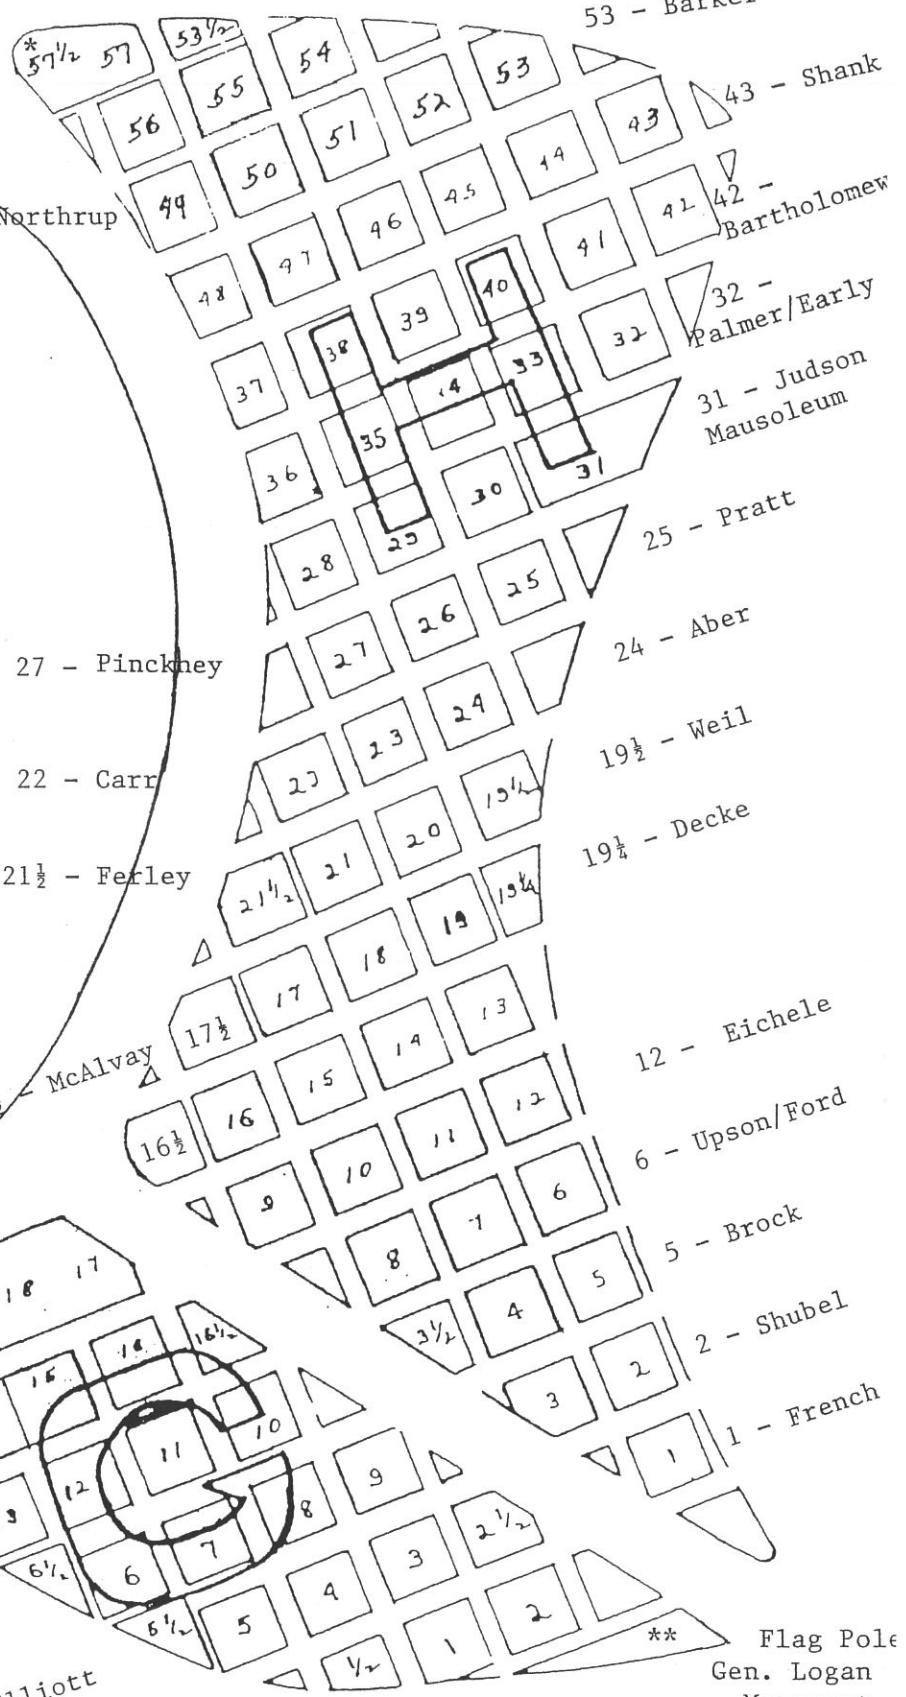 53 - Barke
* 57½ 57 53½ 54 53
56 55 52 43 - Shank
50 51 44 43
Northrup 49 45 42 42 -
Bartholomew
48 47 46 41
39 40 32 -
Palmer/Early
37 38 33 32
31 - Judson
Mausoleum
36 35 30 31
H
28 29 25 - Pratt
27 26 25
27 - Pinckney 24 - Aber
23 24
22 - Carr 19½ - Weil
21 20 19½
21½ - Ferley 21½ 19¼ - Decke
18 19 19¼
17½ 17 13
- McAlvay 15 14 12 - Eichele
16½ 16 11 12
9 10 6 - Upson/Ford
8 7 6
5 - Brock
18 17 3½ 4 5
2 - Shubel
15 16 16½ 3 2
G
11 10 1 1 - French
12 9
8 2½
6½ 6 7 3
5½ 5 4 2
½ 1 ** Flag Pole
Gen. Logan
lliott